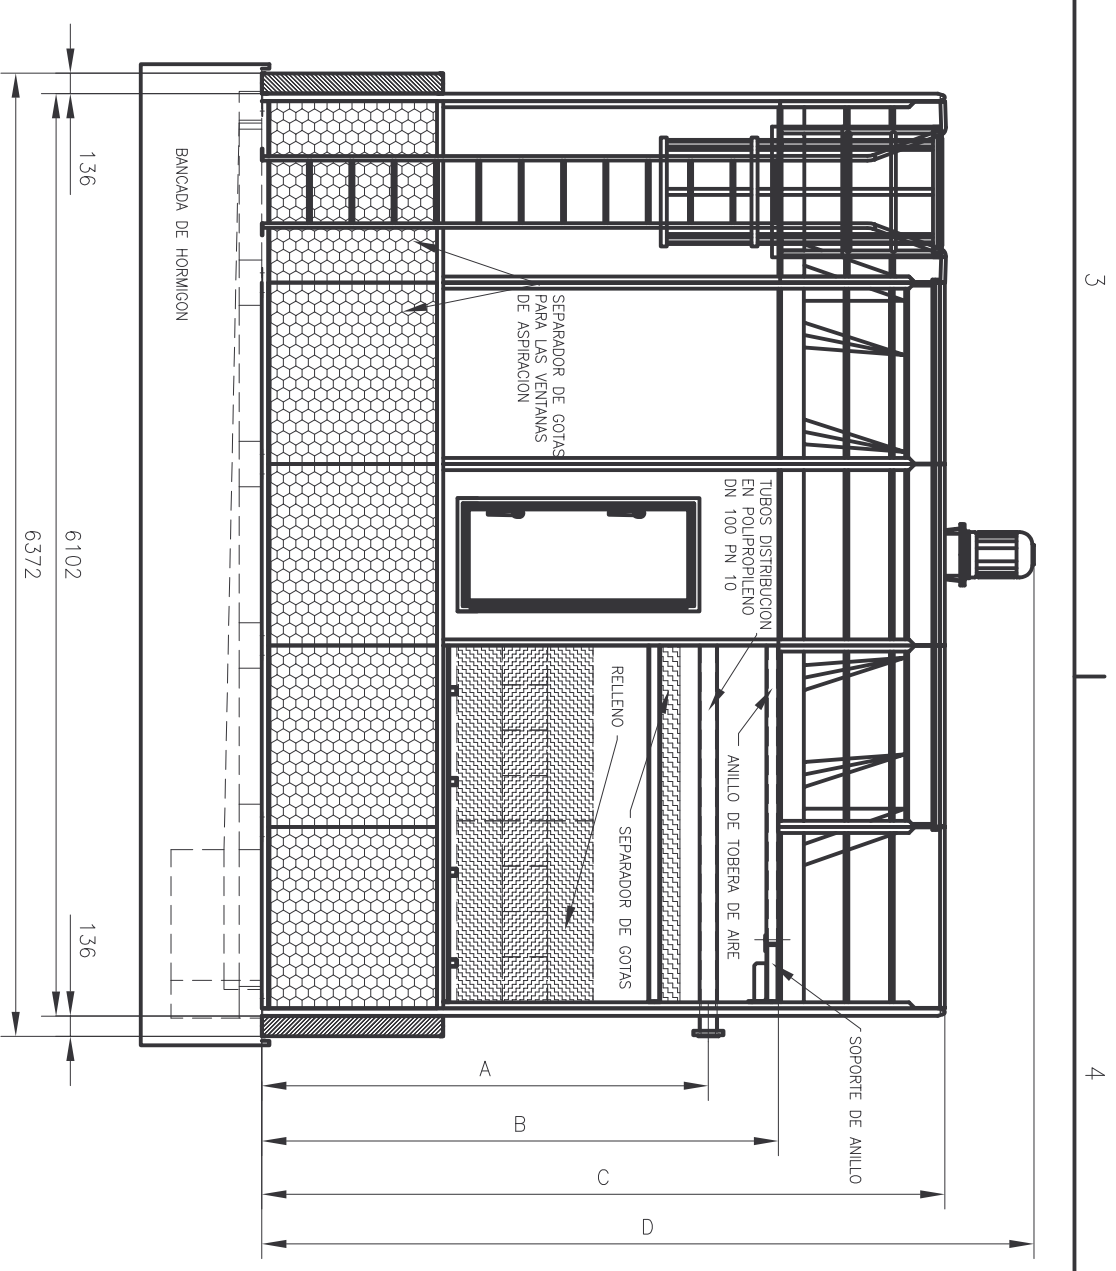 3
4
136
BANCADA DE HORMIGON
SEPARADOR DE GOTAS
PARA LAS VENTANAS
DE ASPIRACION
TUBOS DISTRIBUCION
EN POLIPROPILENO
DN 100 PN 10
RELLENO
ANILLO DE TOBERA DE AIRE
SEPARADOR DE GOTAS
SOPORTE DE ANILLO
136
6102
6372
A
B
C
D